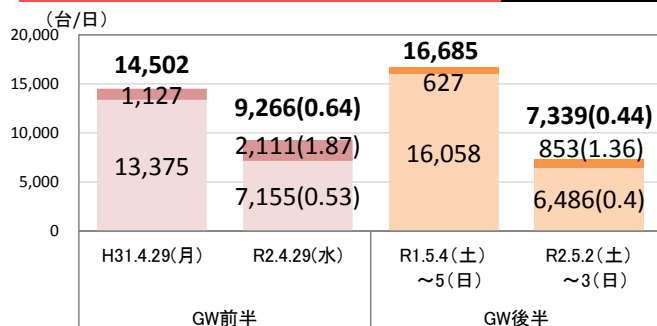 (台/日)
20,000
15,000
10,000
5,000
0
14,502
1,127
13,375
9,266(0.64)
2,111(1.87)
7,155(0.53)
16,685
627
16,058
7,339(0.44)
853(1.36)
6,486(0.4)
H31.4.29(月)
R2.4.29(水)
R1.5.4(土)
~5(日)
R2.5.2(土)
~3(日)
GW前半
GW後半